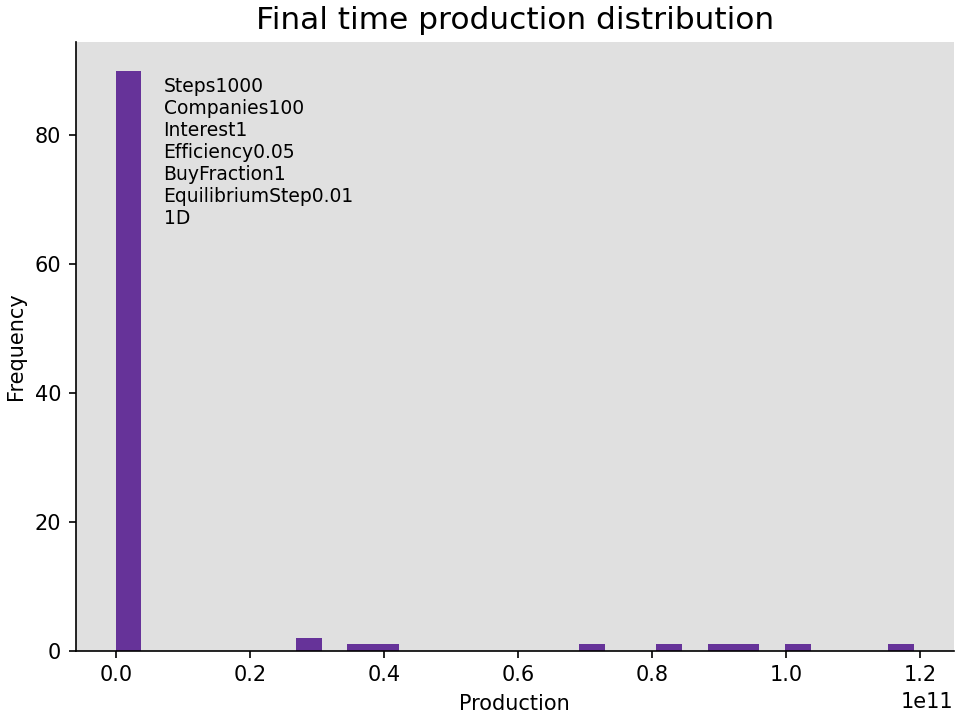 Final time production distribution
Steps1000
Companies100
Interest1
Efficiency0.05
BuyFraction1
EquilibriumStep0.01
1D
80
60
40
20
0
Frequency
0.0 0.2 0.4 0.6 0.8 1.0 1.2
1e11
Production